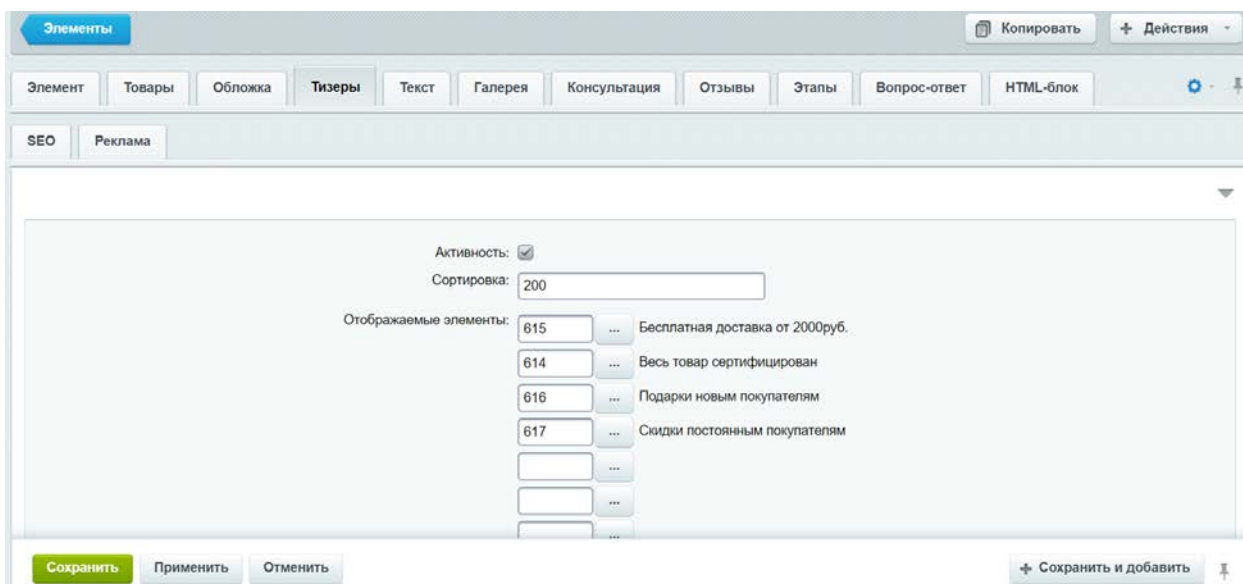 Элементы
Копировать
Действия
Элемент Товары Обложка Тизеры Текст Галерея Консультация Отзывы Этапы Вопрос-ответ HTML-блок
SEO Реклама
Активность:
Сортировка: 200
Отображаемые элементы: 615 ... Бесплатная доставка от 2000руб.
614 ... Весь товар сертифицирован
616 ... Подарки новым покупателям
617 ... Скидки постоянным покупателям
...
...
...
Сохранить Применить Отменить Сохранить и добавить